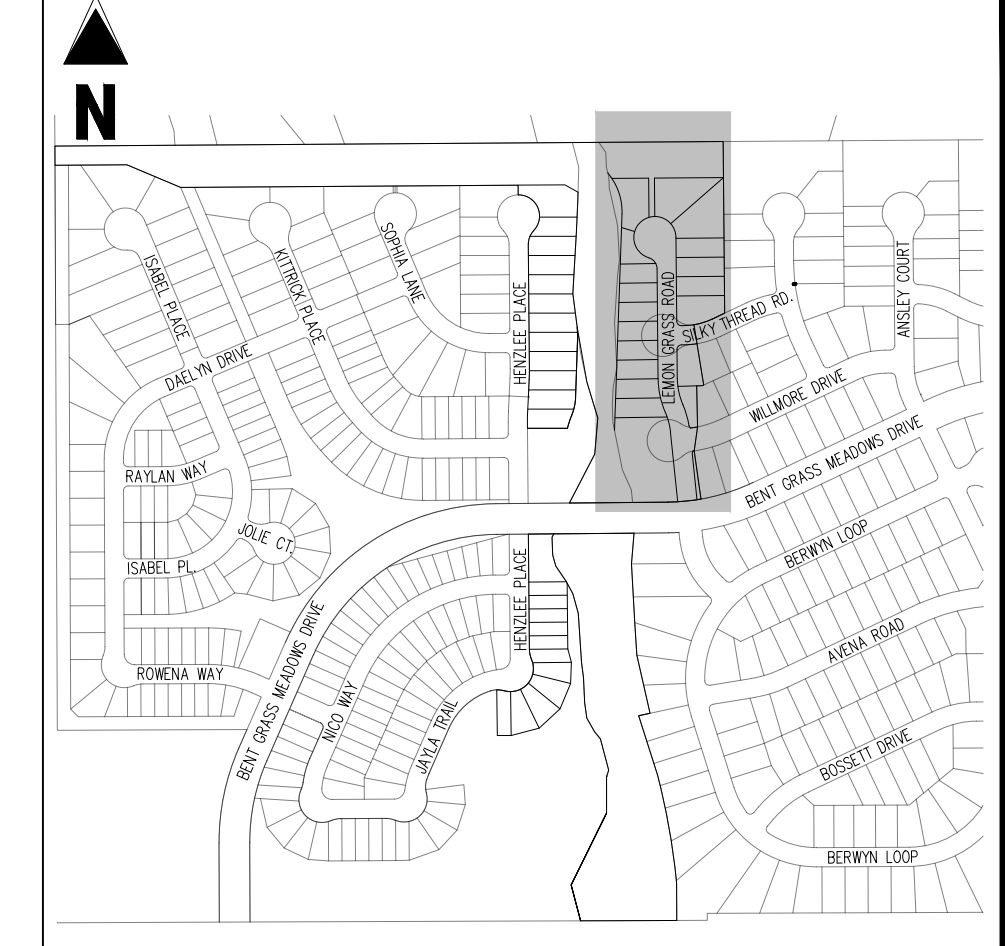 N
ISABEL PLACE
KITTRICK PLACE
SOPHIA LANE
HENZLEE PLACE
LEMON GRASS ROAD
SILKY THREAD RD.
ANSLEY COURT
DAELYN DRIVE
WILLMORE DRIVE
BENT GRASS MEADOWS DRIVE
RAYLAN WAY
JOLIE CT.
ISABEL PL.
BERWYN LOOP
HENZLEE PLACE
AVENA ROAD
ROWENA WAY
BENT GRASS MEADOWS DRIVE
NICO WAY
JAYLA TRAIL
BOSSETT DRIVE
BERWYN LOOP